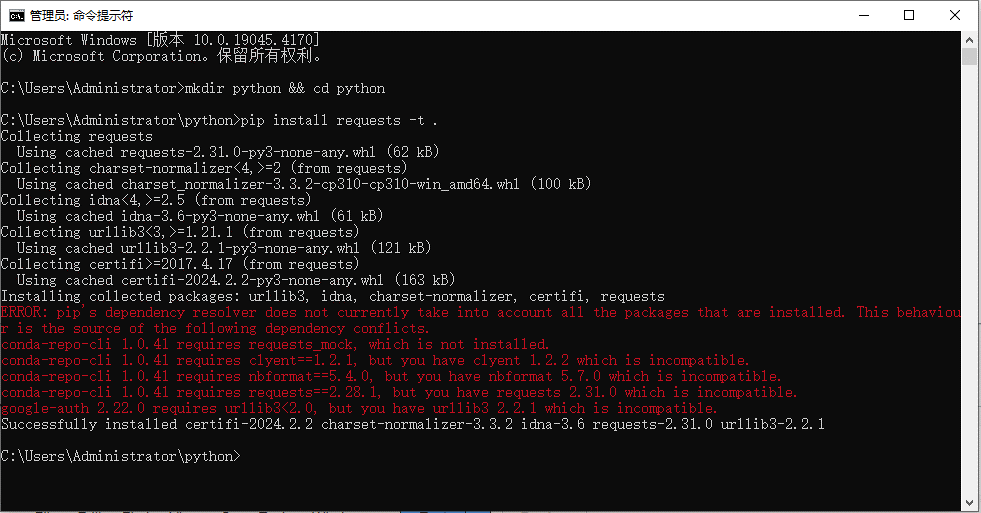 管理员: 命令提示符
Microsoft Windows [版本 10.0.19045.4170]
(c) Microsoft Corporation。保留所有权利。
C:\Users\Administrator>mkdir python && cd python
C:\Users\Administrator\python>pip install requests -t .
Collecting requests
  Using cached requests-2.31.0-py3-none-any.whl (62 kB)
Collecting charset-normalizer<4,>=2 (from requests)
  Using cached charset_normalizer-3.3.2-cp310-cp310-win_amd64.whl (100 kB)
Collecting idna<4,>=2.5 (from requests)
  Using cached idna-3.6-py3-none-any.whl (61 kB)
Collecting urllib3<3,>=1.21.1 (from requests)
  Using cached urllib3-2.2.1-py3-none-any.whl (121 kB)
Collecting certifi>=2017.4.17 (from requests)
  Using cached certifi-2024.2.2-py3-none-any.whl (163 kB)
Installing collected packages: urllib3, idna, charset-normalizer, certifi, requests
ERROR: pip's dependency resolver does not currently take into account all the packages that are installed. This behaviou
r is the source of the following dependency conflicts.
conda-repo-cli 1.0.41 requires requests_mock, which is not installed.
conda-repo-cli 1.0.41 requires clyent==1.2.1, but you have clyent 1.2.2 which is incompatible.
conda-repo-cli 1.0.41 requires nbformat==5.4.0, but you have nbformat 5.7.0 which is incompatible.
conda-repo-cli 1.0.41 requires requests==2.28.1, but you have requests 2.31.0 which is incompatible.
google-auth 2.22.0 requires urllib3<2.0, but you have urllib3 2.2.1 which is incompatible.
Successfully installed certifi-2024.2.2 charset-normalizer-3.3.2 idna-3.6 requests-2.31.0 urllib3-2.2.1
C:\Users\Administrator\python>